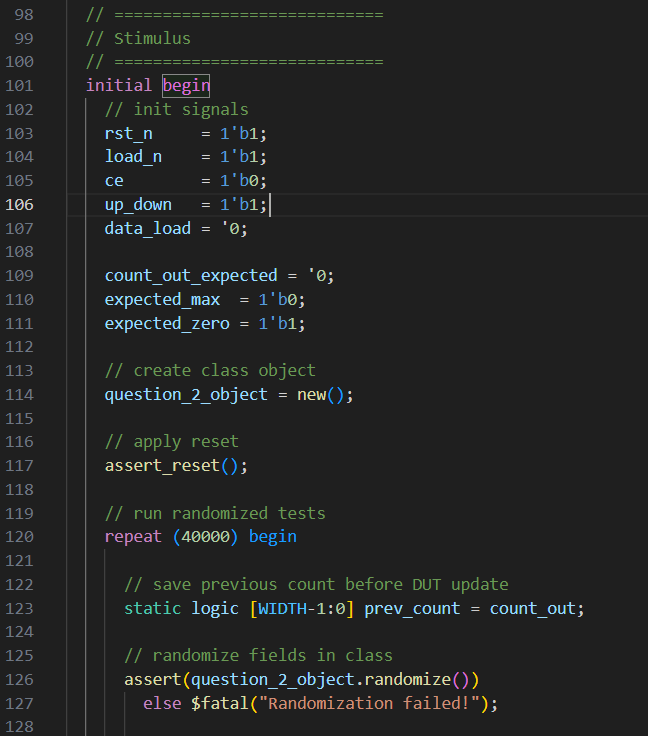 98 // ============================
99 // Stimulus
100 // ============================
101 initial begin
102 // init signals
103 rst_n = 1'b1;
104 load_n = 1'b1;
105 ce = 1'b0;
106 up_down = 1'b1;
107 data_load = '0;
108
109 count_out_expected = '0;
110 expected_max = 1'b0;
111 expected_zero = 1'b1;
112
113 // create class object
114 question_2_object = new();
115
116 // apply reset
117 assert_reset();
118
119 // run randomized tests
120 repeat (40000) begin
121
122 // save previous count before DUT update
123 static logic [WIDTH-1:0] prev_count = count_out;
124
125 // randomize fields in class
126 assert(question_2_object.randomize())
127 else $fatal("Randomization failed!");
128